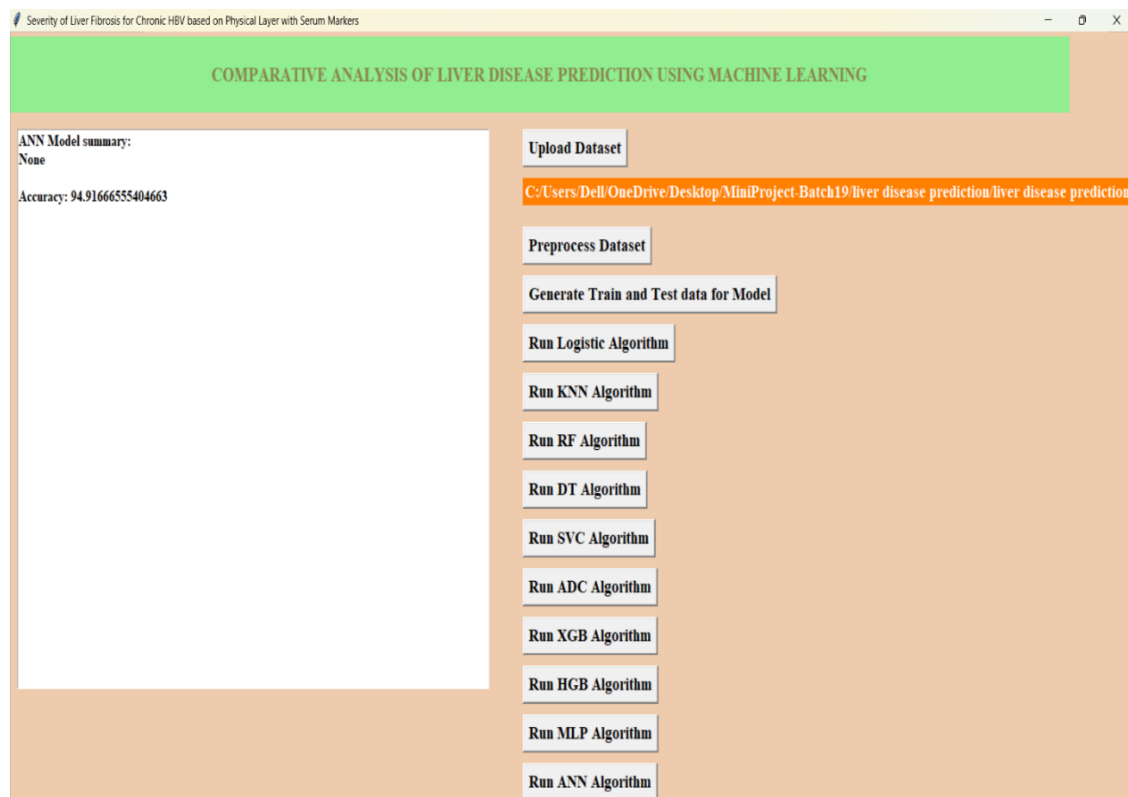 Severity of Liver Fibrosis for Chronic HBV based on Physical Layer with Serum Markers
COMPARATIVE ANALYSIS OF LIVER DISEASE PREDICTION USING MACHINE LEARNING
ANN Model summary:
None
Accuracy: 94.91666555404663
Upload Dataset
C:/Users/Dell/OneDrive/Desktop/MiniProject-Batch19/liver disease prediction/liver disease prediction
Preprocess Dataset
Generate Train and Test data for Model
Run Logistic Algorithm
Run KNN Algorithm
Run RF Algorithm
Run DT Algorithm
Run SVC Algorithm
Run ADC Algorithm
Run XGB Algorithm
Run HGB Algorithm
Run MLP Algorithm
Run ANN Algorithm